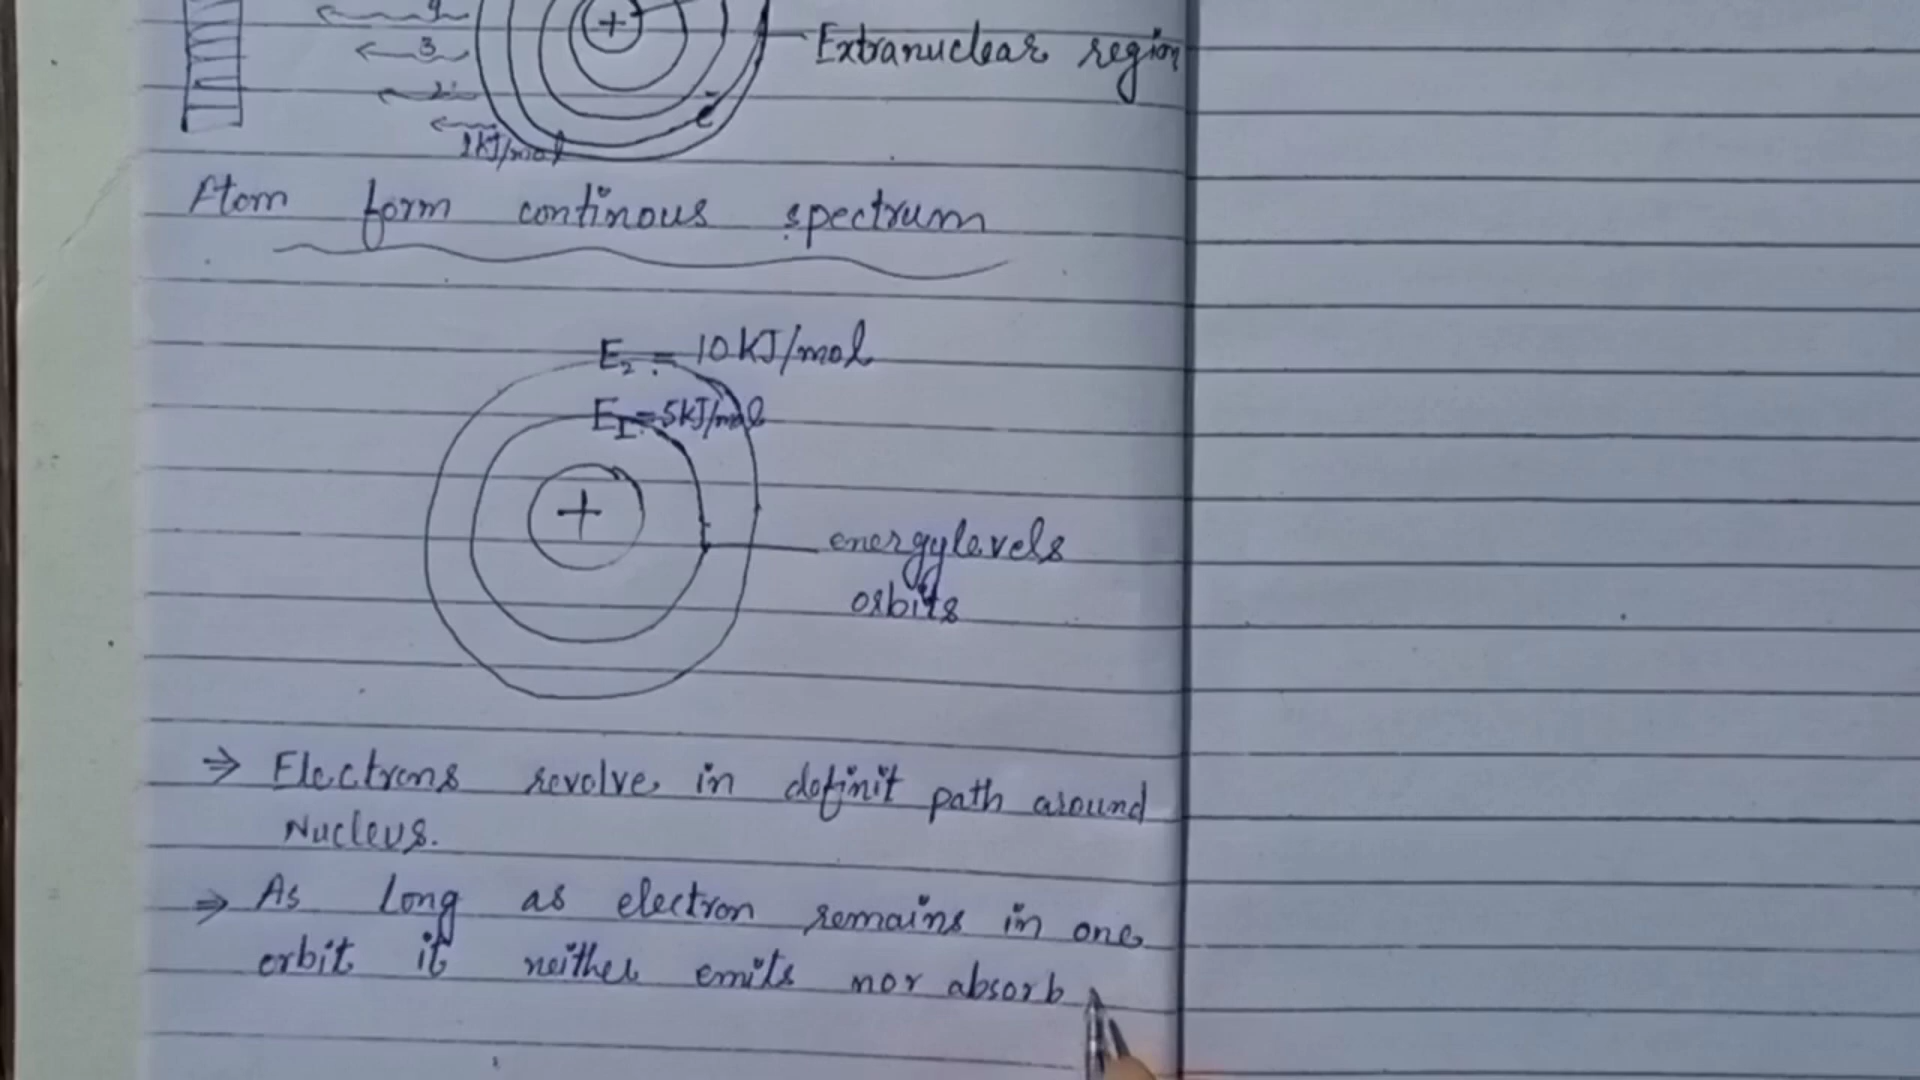 4
3
2
Extranuclear region
e
1kJ/mol
Atom form continous spectrum
E2 = 10kJ/mol
E1=5kJ/mol
+
energylevels
orbits
⇒ Electrons revolve in definit path around
Nucleus.
⇒ As Long as electron remains in one
orbit it neither emits nor absorb